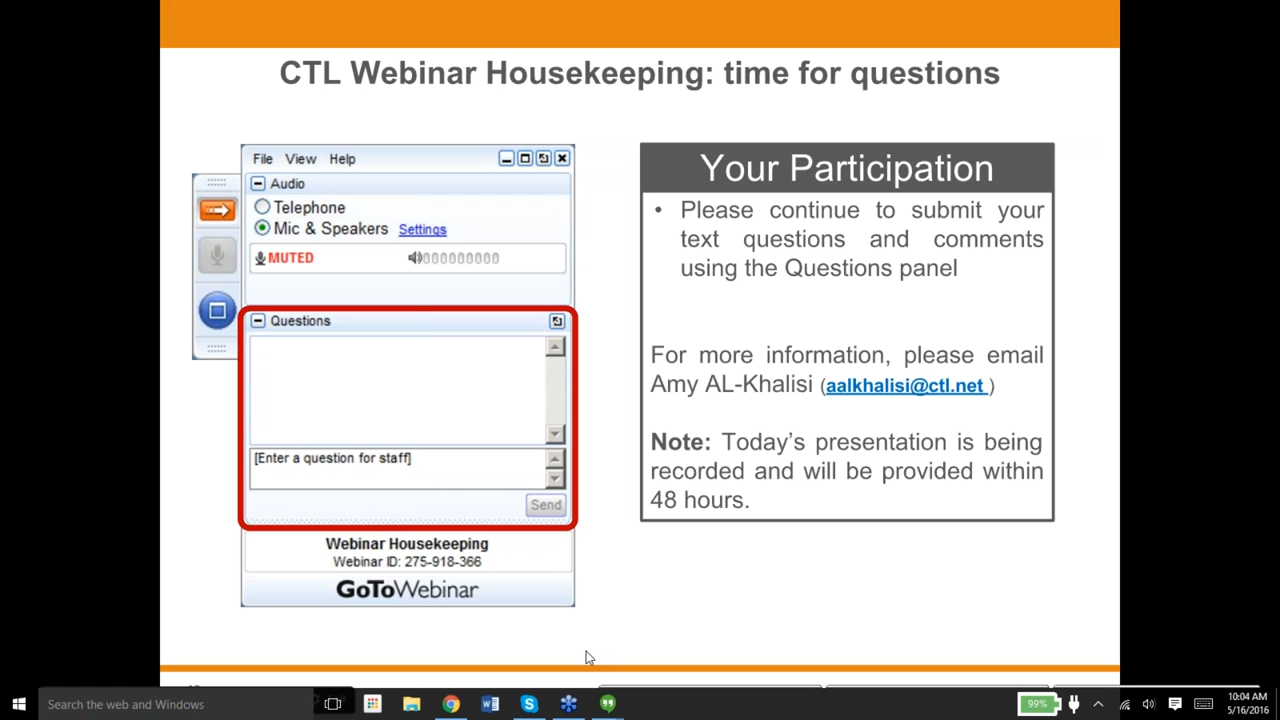 CTL Webinar Housekeeping: time for questions
File View Help
Audio
Telephone
Mic & Speakers Settings
MUTED 000000000
Questions
[Enter a question for staff]
Send
Webinar Housekeeping
Webinar ID: 275-918-366
GoToWebinar
Your Participation
• Please continue to submit your
text questions and comments
using the Questions panel
For more information, please email
Amy AL-Khalisi (aalkhalisi@ctl.net )
Note: Today's presentation is being
recorded and will be provided within
48 hours.
Search the web and Windows
99%
10:04 AM
5/16/2016